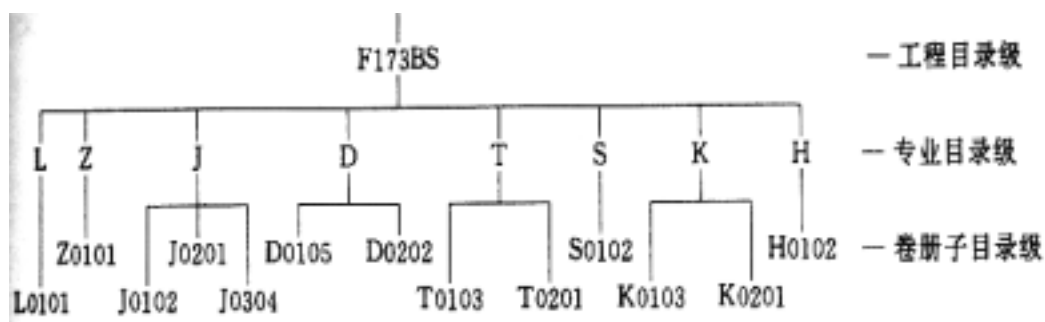 F173BS — 工程目录级
L Z J D T S K H — 专业目录级
Z0101 J0201 D0105 D0202 S0102 H0102 — 卷册子目录级
L0101 J0102 J0304 T0103 T0201 K0103 K0201